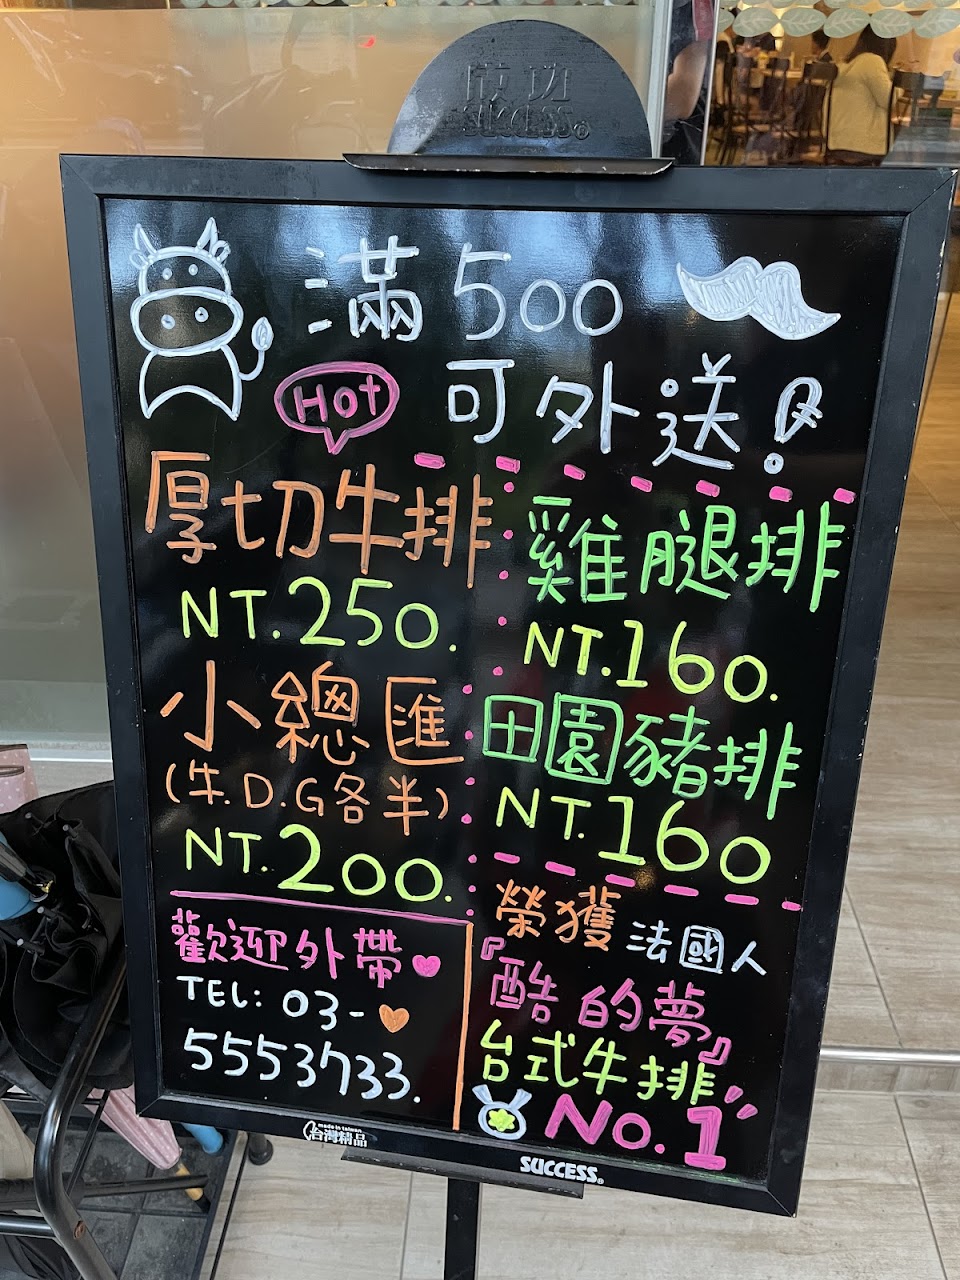 成功
SUCCESS®
滿500
HOT
可外送!
厚切牛排
NT.250.
小總匯
(牛.D.G各半)
NT.200.
雞腿排
NT.160.
田園豬排
NT.160
歡迎外帶
TEL: 03-
5553733.
榮獲法國人
『酷的夢』
台式牛排
No.1
made in taiwan
台灣精品
SUCCESS®